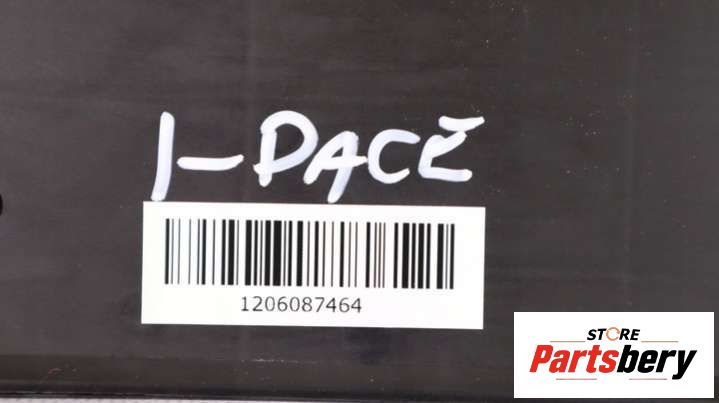 I-PACE
1206087464
STORE
Partsbery